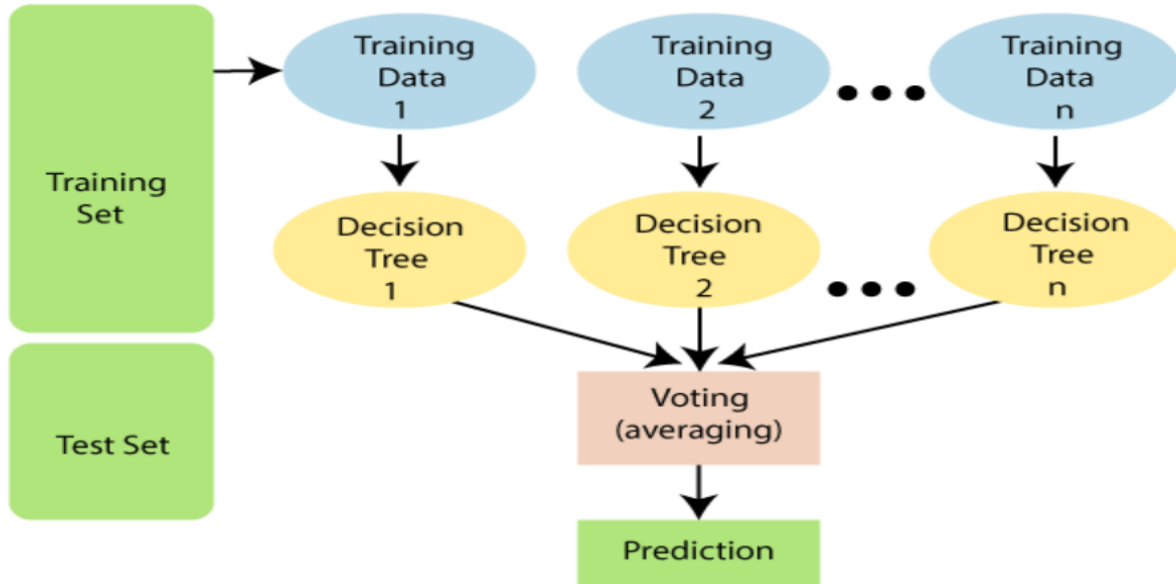 Training
Set
Test Set
Training
Data
1
Training
Data
2
Training
Data
n
Decision
Tree
1
Decision
Tree
2
Decision
Tree
n
Voting
(averaging)
Prediction